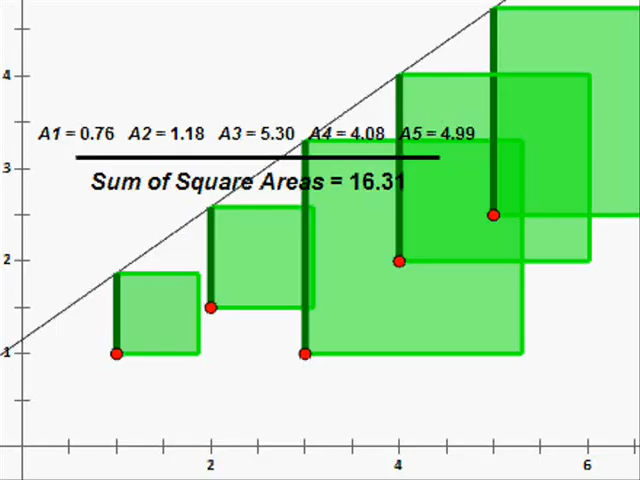 4
A1 = 0.76 A2 = 1.18 A3 = 5.30 A4 = 4.08 A5 = 4.99
3
Sum of Square Areas = 16.31
2
1
2 4 6